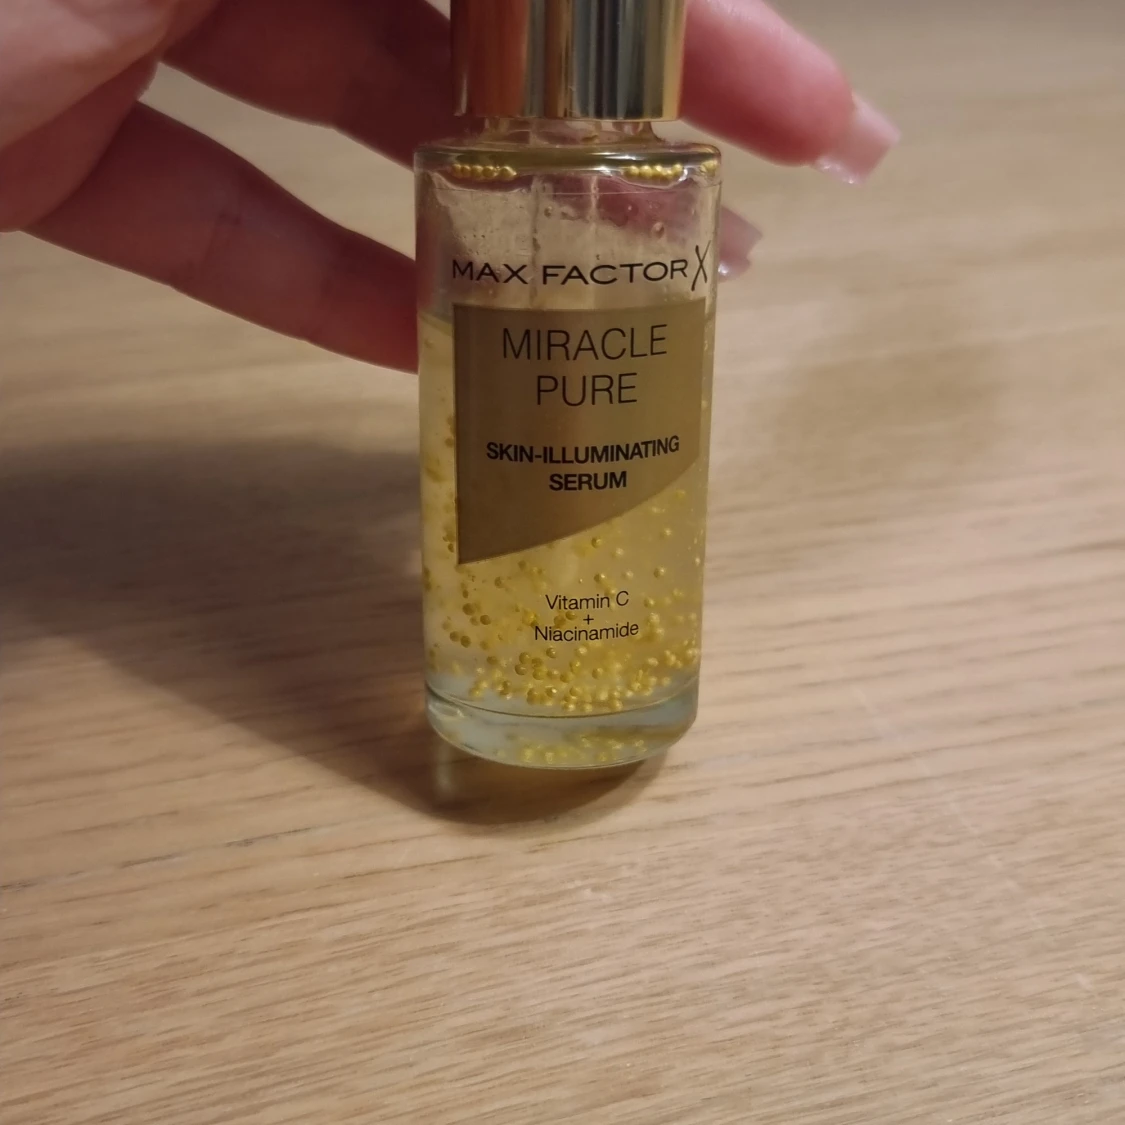 MAX FACTOR X
MIRACLE
PURE
SKIN-ILLUMINATING
SERUM
Vitamin C
+
Niacinamide